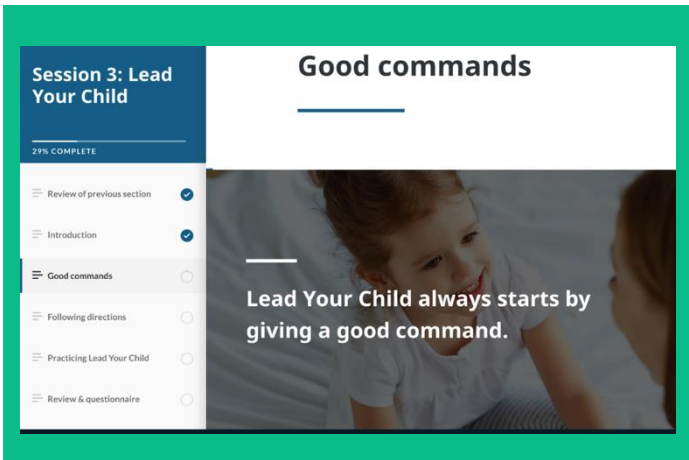 Session 3: Lead
Your Child
29% COMPLETE
Review of previous section
Introduction
Good commands
Following directions
Practicing Lead Your Child
Review & questionnaire
Good commands
Lead Your Child always starts by
giving a good command.